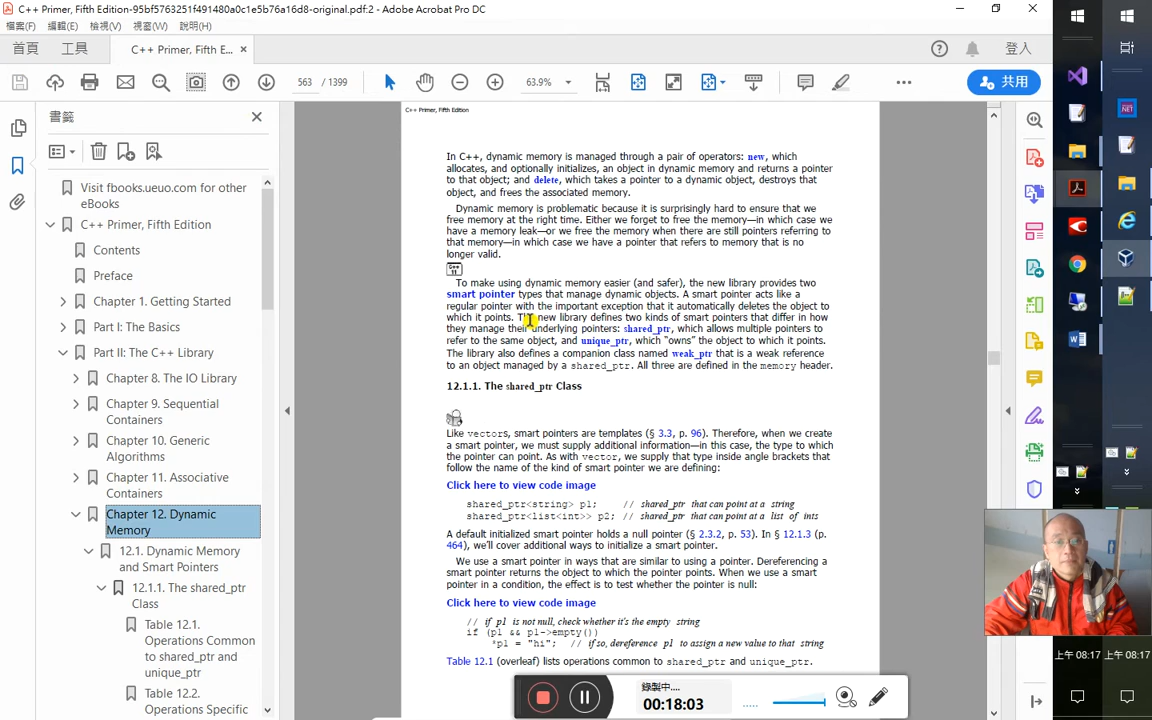 C++ Primer, Fifth Edition-95bf5763251f491480a0c1e5b76a16d8-original.pdf:2 - Adobe Acrobat Pro DC
檔案(F) 編輯(E) 檢視(V) 視窗(W) 說明(H)
首頁 工具 C++ Primer, Fifth E... × 登入
563 / 1399 63.9% 共用
書籤
Visit fbooks.ueuo.com for other
eBooks
C++ Primer, Fifth Edition
Contents
Preface
Chapter 1. Getting Started
Part I: The Basics
Part II: The C++ Library
Chapter 8. The IO Library
Chapter 9. Sequential
Containers
Chapter 10. Generic
Algorithms
Chapter 11. Associative
Containers
Chapter 12. Dynamic
Memory
12.1. Dynamic Memory
and Smart Pointers
12.1.1. The shared_ptr
Class
Table 12.1.
Operations Common
to shared_ptr and
unique_ptr
Table 12.2.
Operations Specific
C++ Primer, Fifth Edition
In C++, dynamic memory is managed through a pair of operators: new, which
allocates, and optionally initializes, an object in dynamic memory and returns a pointer
to that object; and delete, which takes a pointer to a dynamic object, destroys that
object, and frees the associated memory.
Dynamic memory is problematic because it is surprisingly hard to ensure that we
free memory at the right time. Either we forget to free the memory—in which case we
have a memory leak—or we free the memory when there are still pointers referring to
that memory—in which case we have a pointer that refers to memory that is no
longer valid.
C++
11
To make using dynamic memory easier (and safer), the new library provides two
smart pointer types that manage dynamic objects. A smart pointer acts like a
regular pointer with the important exception that it automatically deletes the object to
which it points. The new library defines two kinds of smart pointers that differ in how
they manage their underlying pointers: shared_ptr, which allows multiple pointers to
refer to the same object, and unique_ptr, which “owns” the object to which it points.
The library also defines a companion class named weak_ptr that is a weak reference
to an object managed by a shared_ptr. All three are defined in the memory header.
12.1.1. The shared_ptr Class
Like vectors, smart pointers are templates (§ 3.3, p. 96). Therefore, when we create
a smart pointer, we must supply additional information—in this case, the type to which
the pointer can point. As with vector, we supply that type inside angle brackets that
follow the name of the kind of smart pointer we are defining:
Click here to view code image
shared_ptr<string> p1; // shared_ptr that can point at a string
shared_ptr<list<int>> p2; // shared_ptr that can point at a list of ints
A default initialized smart pointer holds a null pointer (§ 2.3.2, p. 53). In § 12.1.3 (p.
464), we’ll cover additional ways to initialize a smart pointer.
We use a smart pointer in ways that are similar to using a pointer. Dereferencing a
smart pointer returns the object to which the pointer points. When we use a smart
pointer in a condition, the effect is to test whether the pointer is null:
Click here to view code image
// if p1 is not null, check whether it's the empty string
if (p1 && p1->empty())
*p1 = "hi"; // if so, dereference p1 to assign a new value to that string
Table 12.1 (overleaf) lists operations common to shared_ptr and unique_ptr.
錄製中....
00:18:03
.NET
上午 08:17 上午 08:17